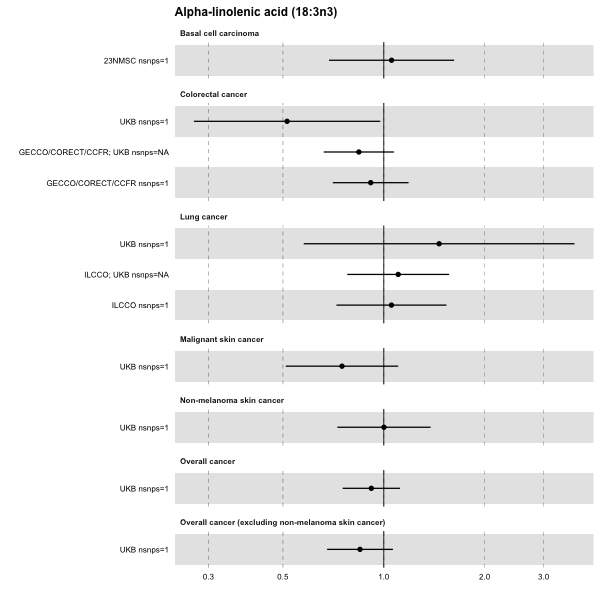 Alpha-linolenic acid (18:3n3)
Basal cell carcinoma
23NMSC nsnps=1
Colorectal cancer
UKB nsnps=1
GECCO/CORECT/CCFR; UKB nsnps=NA
GECCO/CORECT/CCFR nsnps=1
Lung cancer
UKB nsnps=1
ILCCO; UKB nsnps=NA
ILCCO nsnps=1
Malignant skin cancer
UKB nsnps=1
Non-melanoma skin cancer
UKB nsnps=1
Overall cancer
UKB nsnps=1
Overall cancer (excluding non-melanoma skin cancer)
UKB nsnps=1
0.3 0.5 1.0 2.0 3.0